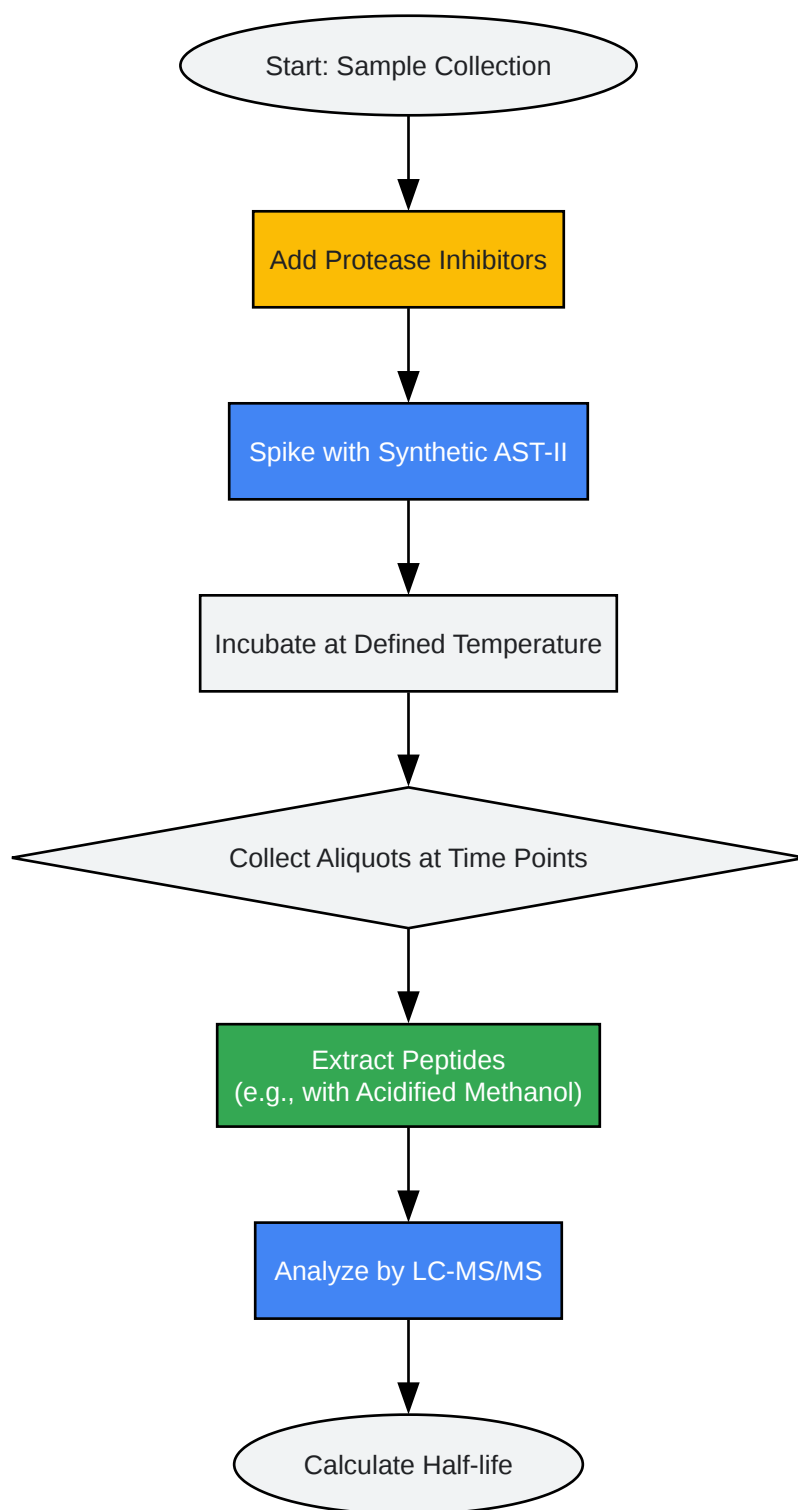 Start: Sample Collection
Add Protease Inhibitors
Spike with Synthetic AST-II
Incubate at Defined Temperature
Collect Aliquots at Time Points
Extract Peptides
(e.g., with Acidified Methanol)
Analyze by LC-MS/MS
Calculate Half-life